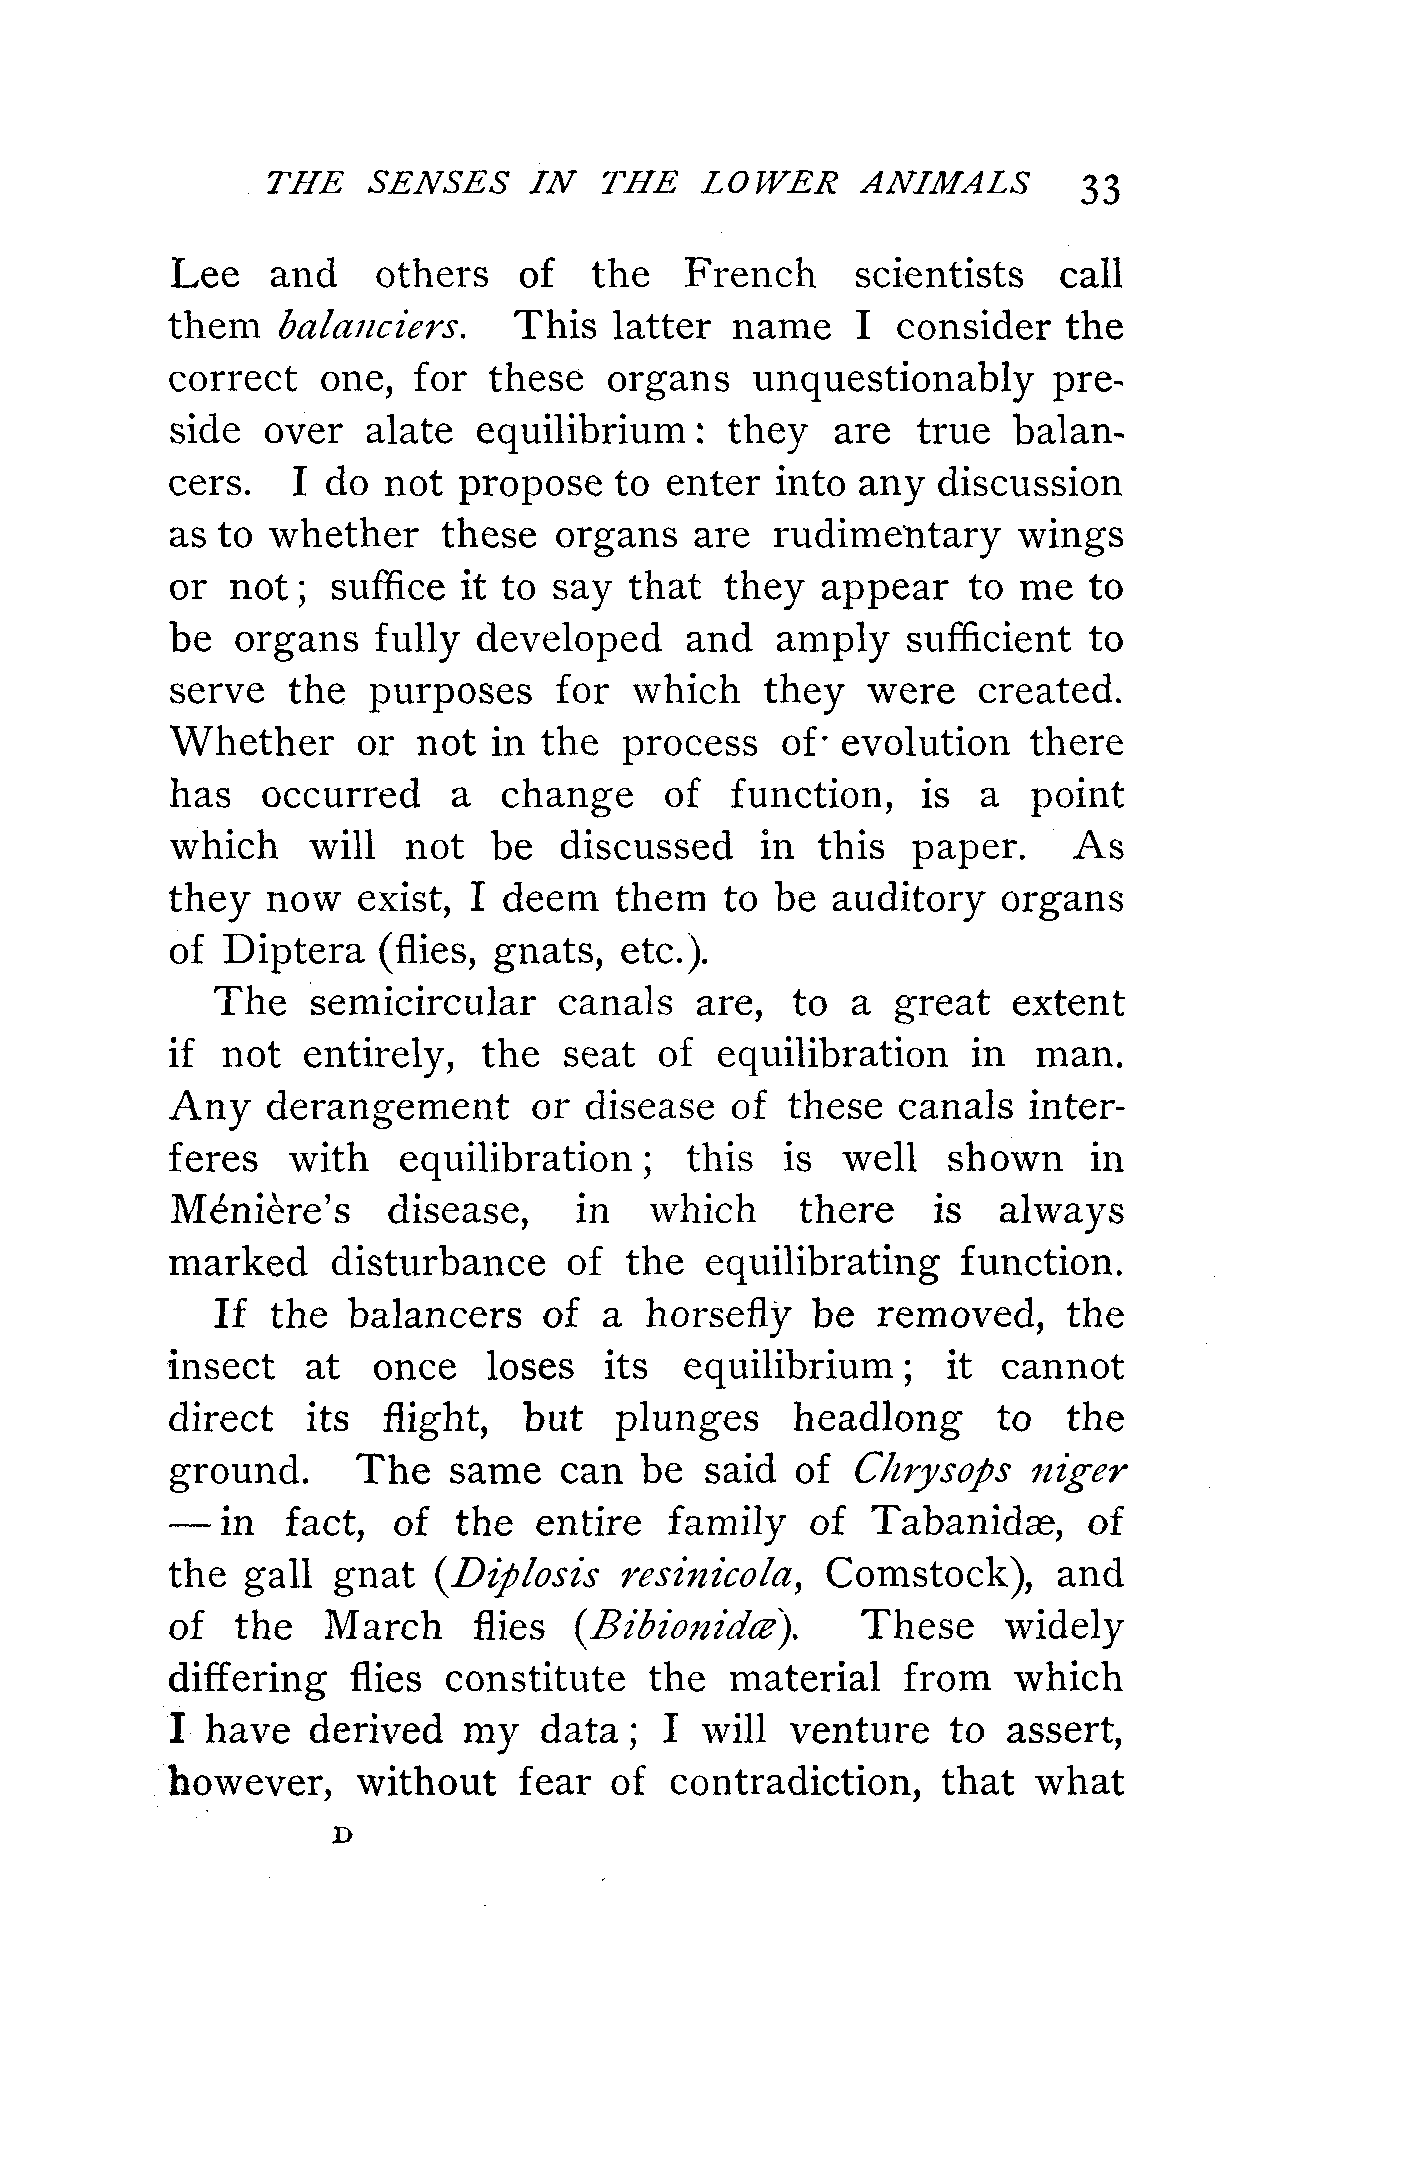 THE SENSES IN THE LOWER ANIMALS 33
Lee and others of the French scientists call
them balanciers. This latter name I consider the
correct one, for these organs unquestionably pre-
side over alate equilibrium: they are true balan-
cers. I do not propose to enter into any discussion
as to whether these organs are rudimentary wings
or not; suffice it to say that they appear to me to
be organs fully developed and amply sufficient to
serve the purposes for which they were created.
Whether or not in the process of evolution there
has occurred a change of function, is a point
which will not be discussed in this paper. As
they now exist, I deem them to be auditory organs
of Diptera (flies, gnats, etc.).
The semicircular canals are, to a great extent
if not entirely, the seat of equilibration in man.
Any derangement or disease of these canals inter-
feres with equilibration; this is well shown in
Ménière's disease, in which there is always
marked disturbance of the equilibrating function.
If the balancers of a horsefly be removed, the
insect at once loses its equilibrium; it cannot
direct its flight, but plunges headlong to the
ground. The same can be said of Chrysops niger
—in fact, of the entire family of Tabanidæ, of
the gall gnat (Diplosis resinicola, Comstock), and
of the March flies (Bibionidæ). These widely
differing flies constitute the material from which
I have derived my data; I will venture to assert,
however, without fear of contradiction, that what
D